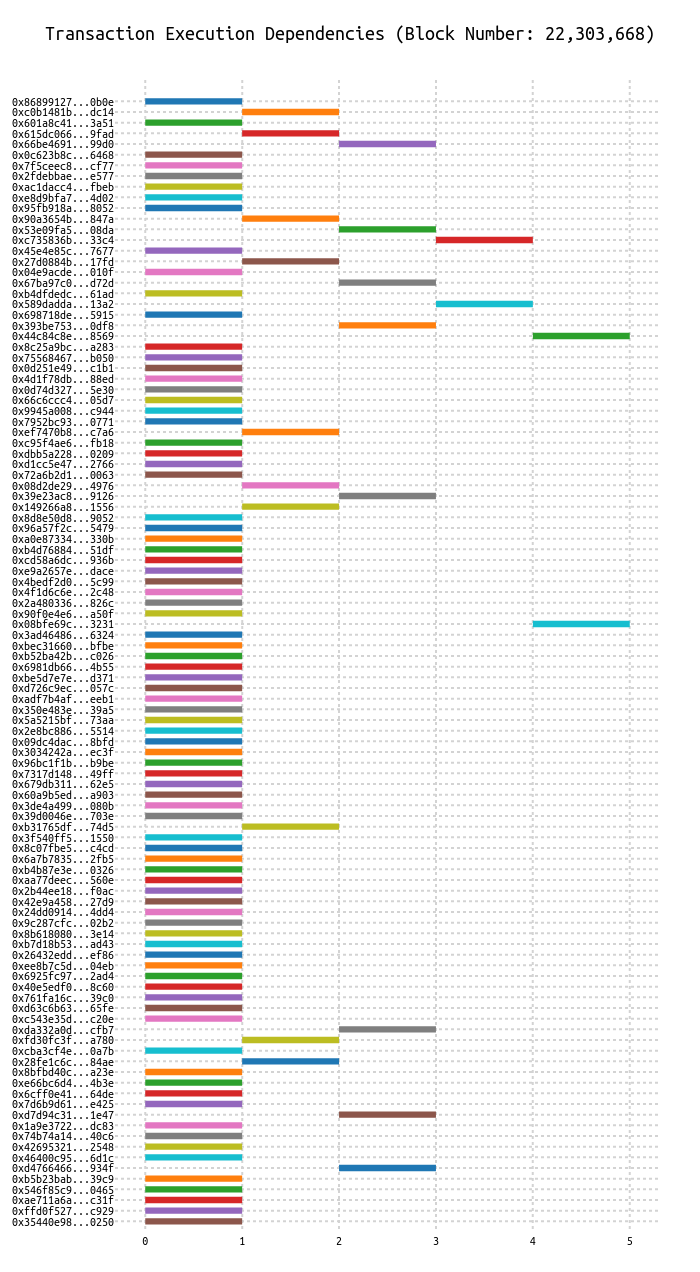 Transaction Execution Dependencies (Block Number: 22,303,668)
0x86899127...0b0e
0xc0b1481b...dc14
0x601a8c41...3a51
0x615dc066...9fad
0x66be4691...99d0
0x0c623b8c...6468
0x7f5ceec8...cf77
0x2fdebbae...e577
0xac1dacc4...fbeb
0xe8d9bfa7...4d02
0x95fb918a...8052
0x90a3654b...847a
0x53e09fa5...08da
0xc735836b...33c4
0x45e4e85c...7677
0x27d0884b...17fd
0x04e9acde...010f
0x67ba97c0...d72d
0xb4dfdedc...61ad
0x589dadda...13a2
0x698718de...5915
0x393be753...0df8
0x44c84c8e...8569
0x8c25a9bc...a283
0x75568467...b050
0x0d251e49...c1b1
0x4d1f78db...88ed
0x0d74d327...5e30
0x66c6ccc4...05d7
0x9945a008...c944
0x7952bc93...0771
0xef7470b8...c7a6
0xc95f4ae6...fb18
0xdbb5a228...0209
0xd1cc5e47...2766
0x72a6b2d1...0063
0x08d2de29...4976
0x39e23ac8...9126
0x149266a8...1556
0x8d8e50d8...9052
0x96a57f2c...5479
0xa0e87334...330b
0xb4d76884...51df
0xcd58a6dc...936b
0xe9a2657e...dace
0x4bedf2d0...5c99
0x4f1d6c6e...2c48
0x2a480336...826c
0x90f0e4e6...a50f
0x08bfe69c...3231
0x3ad46486...6324
0xbec31660...bfbe
0xb52ba42b...c026
0x6981db66...4b55
0xbe5d7e7e...d371
0xd726c9ec...057c
0xadf7b4af...eeb1
0x350e483e...39a5
0x5a5215bf...73aa
0x2e8bc886...5514
0x09dc4dac...8bfd
0x3034242a...ec3f
0x96bc1f1b...b9be
0x7317d148...49ff
0x679db311...62e5
0x60a9b5ed...a903
0x3de4a499...080b
0x39d0046e...703e
0xb31765df...74d5
0x3f540ff5...1550
0x8c07fbe5...c4cd
0x6a7b7835...2fb5
0xb4b87e3e...0326
0xaa77deec...560e
0x2b44ee18...f0ac
0x42e9a458...27d9
0x24dd0914...4dd4
0x9c287cfc...02b2
0x8b618080...3e14
0xb7d18b53...ad43
0x26432edd...ef86
0xee8b7c5d...04eb
0x6925fc97...2ad4
0x40e5edf0...8c60
0x761fa16c...39c0
0xd63c6b63...65fe
0xc543e35d...c20e
0xda332a0d...cfb7
0xfd30fc3f...a780
0xcba3cf4e...0a7b
0x28fe1c6c...84ae
0x8bfbd40c...a23e
0xe66bc6d4...4b3e
0x6cff0e41...64de
0x7d6b9d61...e425
0xd7d94c31...1e47
0x1a9e3722...dc83
0x74b74a14...40c6
0x42695321...2548
0x46400c95...6d1c
0xd4766466...934f
0xb5b23bab...39c9
0x546f85c9...0465
0xae711a6a...c31f
0xffd0f527...c929
0x35440e98...0250
0 1 2 3 4 5